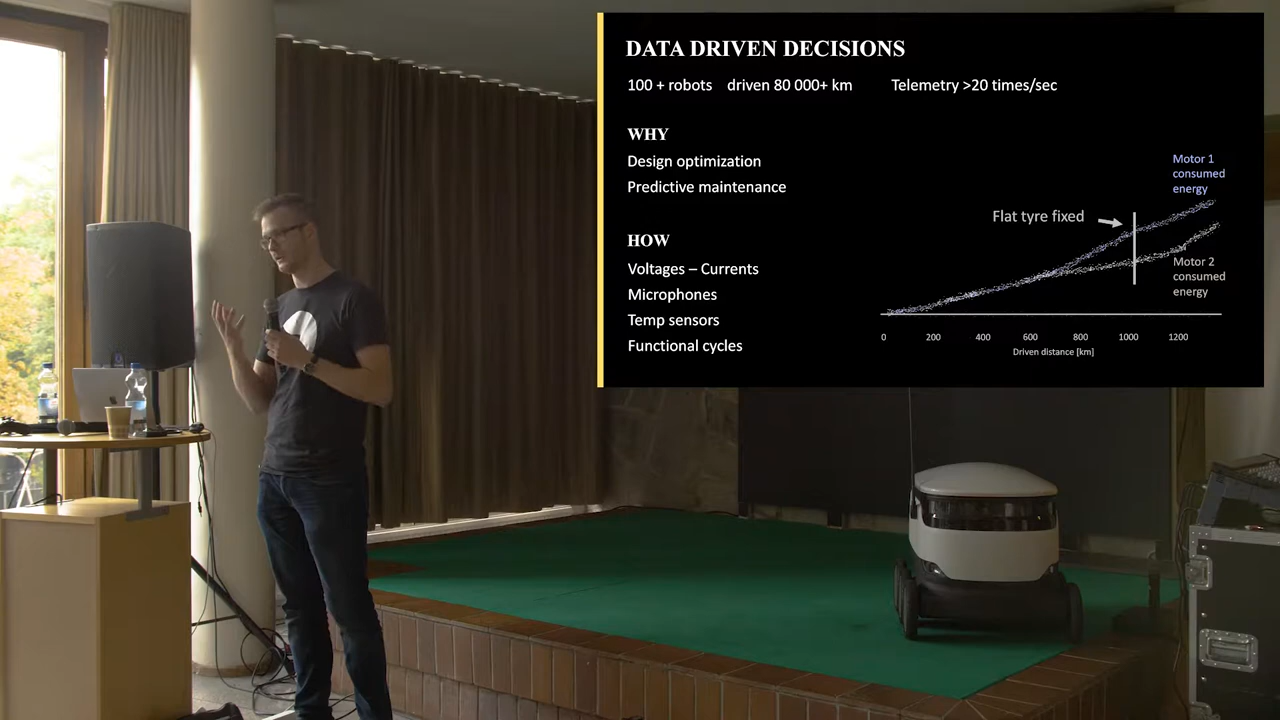 DATA DRIVEN DECISIONS
100 + robots driven 80 000+ km Telemetry >20 times/sec
WHY
Design optimization
Predictive maintenance
HOW
Voltages – Currents
Microphones
Temp sensors
Functional cycles
Motor 1
consumed
energy
Flat tyre fixed
Motor 2
consumed
energy
0 200 400 600 800 1000 1200
Driven distance [km]